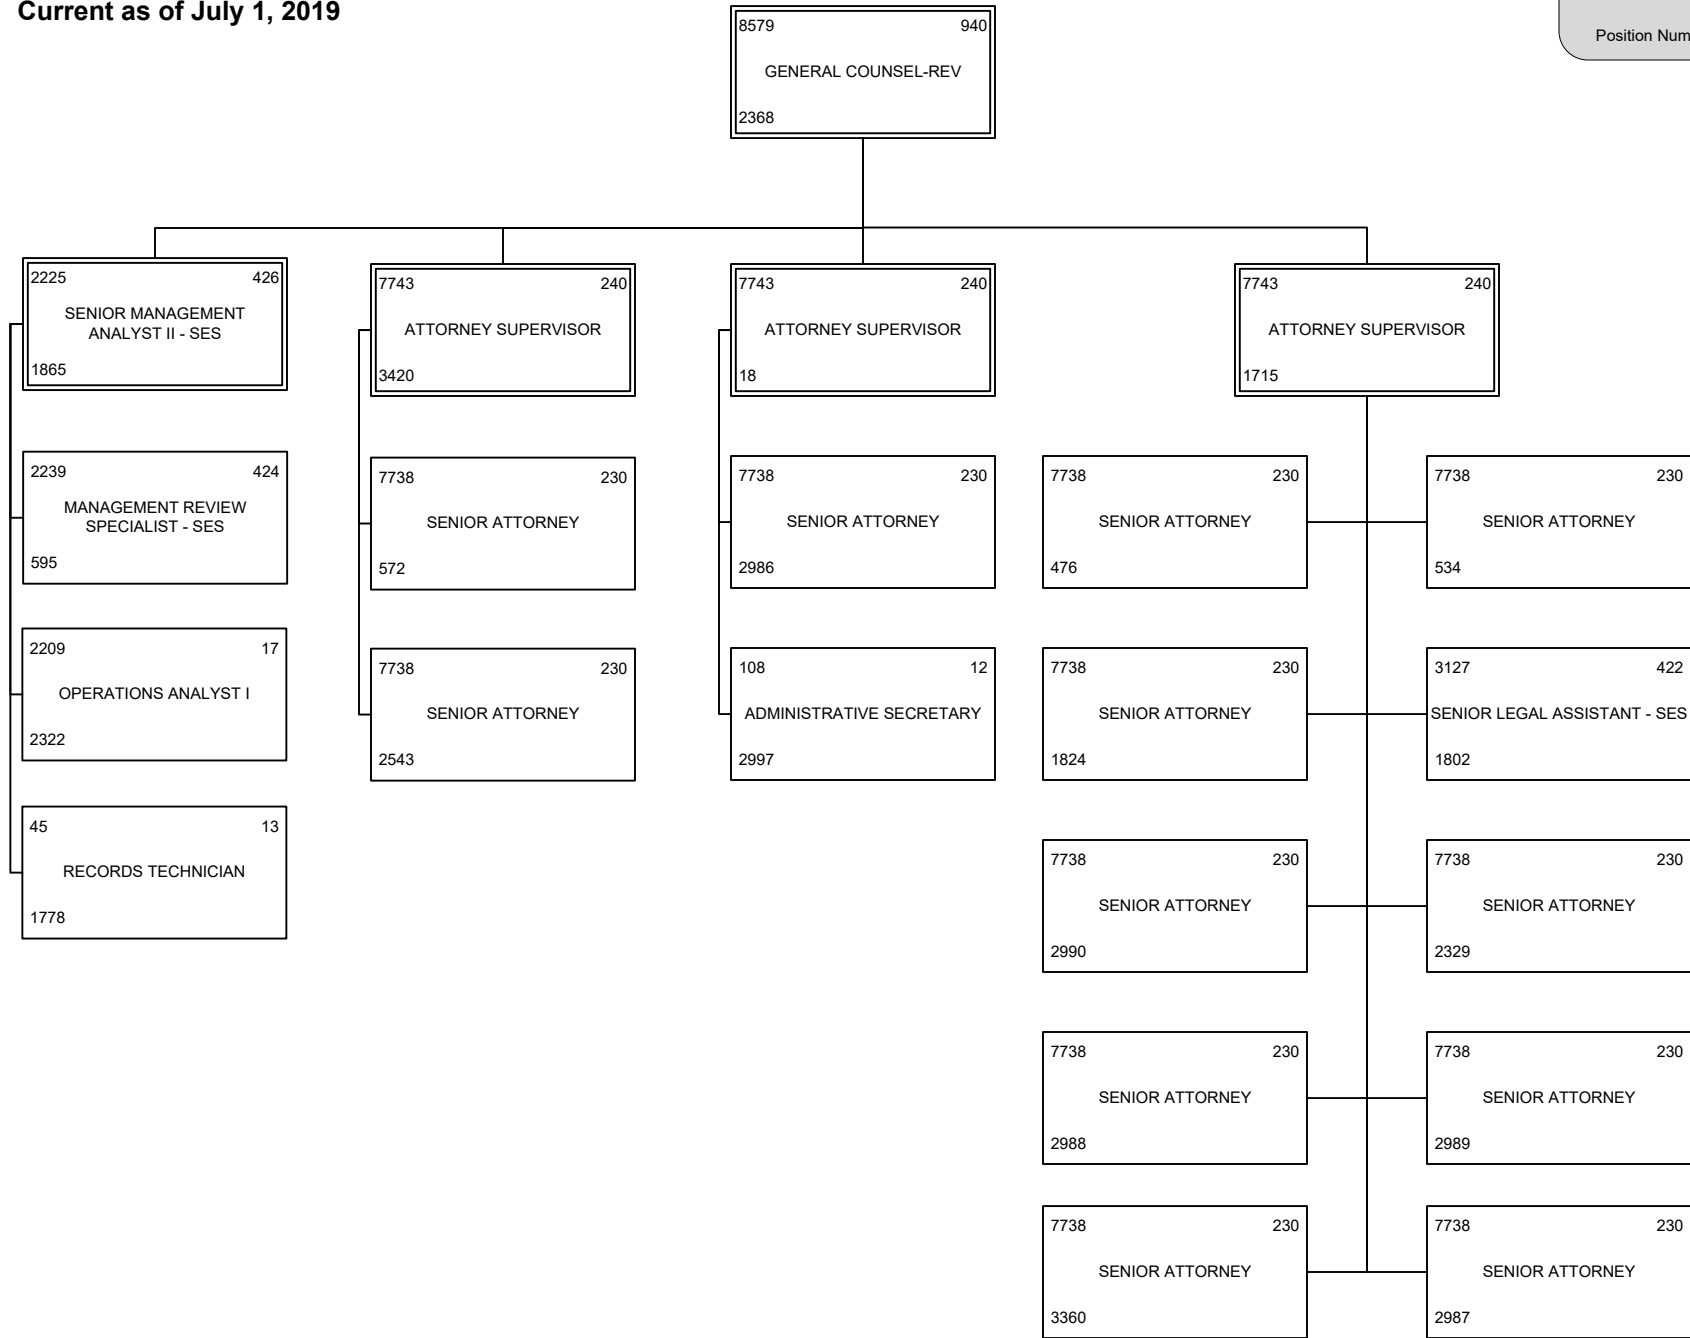 Current as of July 1, 2019
Position Num
8579 940
GENERAL COUNSEL-REV
2368
2225 426
SENIOR MANAGEMENT
ANALYST II - SES
1865
7743 240
ATTORNEY SUPERVISOR
3420
7743 240
ATTORNEY SUPERVISOR
18
7743 240
ATTORNEY SUPERVISOR
1715
2239 424
MANAGEMENT REVIEW
SPECIALIST - SES
595
7738 230
SENIOR ATTORNEY
572
7738 230
SENIOR ATTORNEY
2986
7738 230
SENIOR ATTORNEY
476
7738 230
SENIOR ATTORNEY
534
2209 17
OPERATIONS ANALYST I
2322
7738 230
SENIOR ATTORNEY
2543
108 12
ADMINISTRATIVE SECRETARY
2997
7738 230
SENIOR ATTORNEY
1824
3127 422
SENIOR LEGAL ASSISTANT - SES
1802
45 13
RECORDS TECHNICIAN
1778
7738 230
SENIOR ATTORNEY
2990
7738 230
SENIOR ATTORNEY
2329
7738 230
SENIOR ATTORNEY
2988
7738 230
SENIOR ATTORNEY
2989
7738 230
SENIOR ATTORNEY
3360
7738 230
SENIOR ATTORNEY
2987